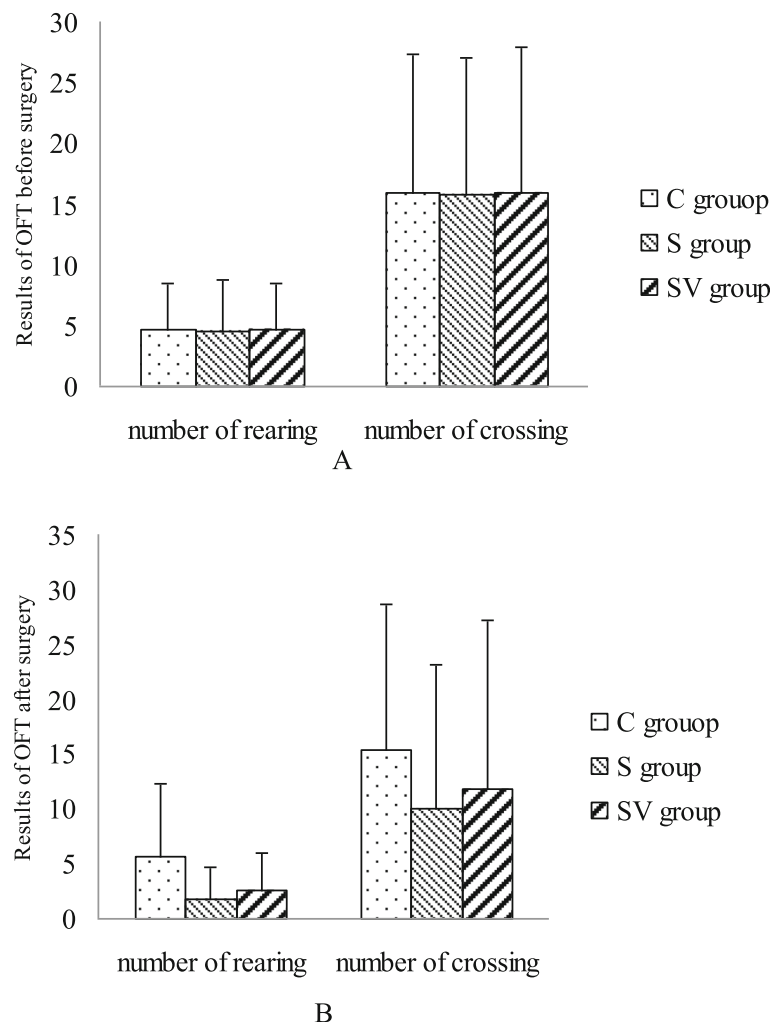 Results of OFT before surgery
30
25
20
15
10
5
0
number of rearing
number of crossing
C grouop
S group
SV group
A
Results of OFT after surgery
35
30
25
20
15
10
5
0
number of rearing
number of crossing
C grouop
S group
SV group
B